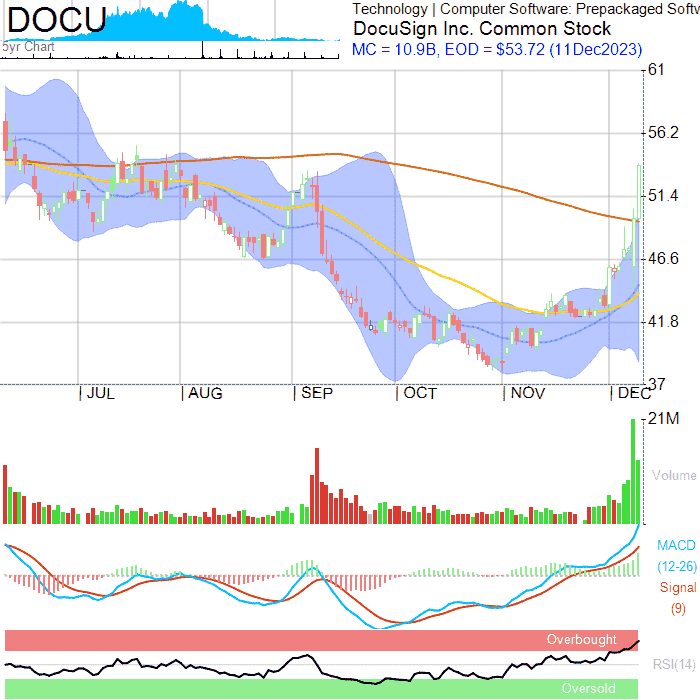 DOCU
5yr Chart
Technology | Computer Software: Prepackaged Softw
DocuSign Inc. Common Stock
MC = 10.9B, EOD = $53.72 (11Dec2023)
61
56.2
51.4
46.6
41.8
37
JUL AUG SEP OCT NOV DEC
21M
Volume
MACD
(12-26)
Signal
(9)
Overbought
RSI(14)
Oversold